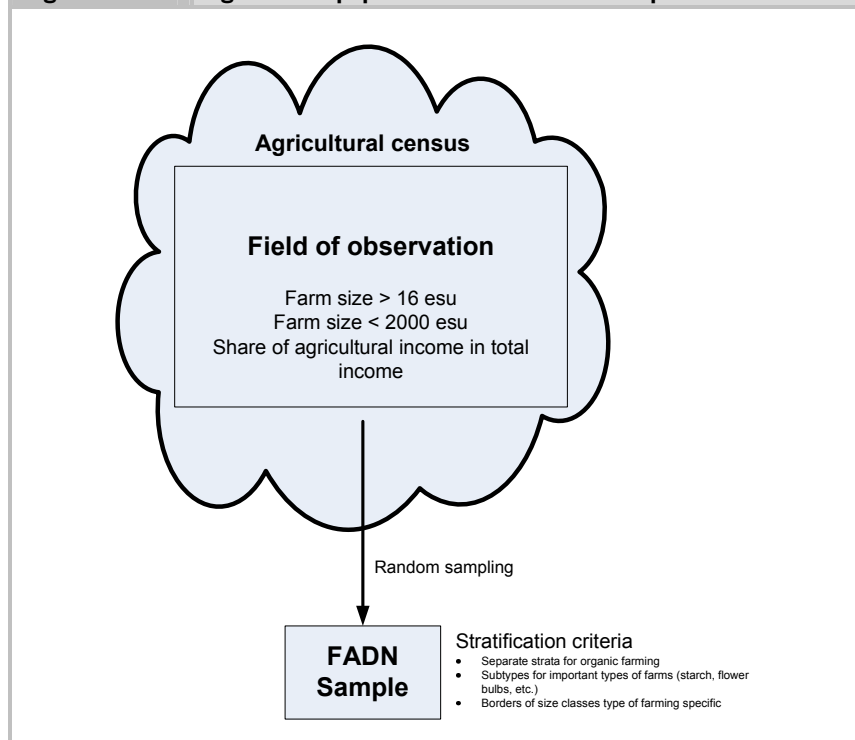 Agricultural census
Field of observation
Farm size > 16 esu
Farm size < 2000 esu
Share of agricultural income in total
income
Random sampling
FADN
Sample
Stratification criteria
• Separate strata for organic farming
• Subtypes for important types of farms (starch, flower
bulbs, etc.)
• Borders of size classes type of farming specific